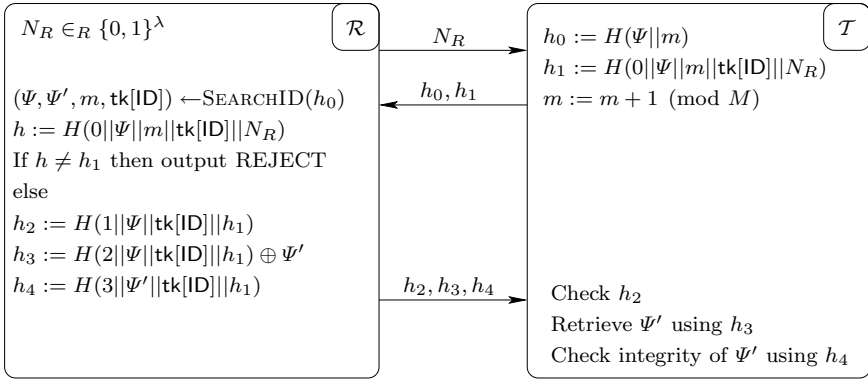 N_R ∈_R {0, 1}^λ
ℛ
(Ψ, Ψ′, m, tk[ID]) ←SEARCHID(h_0)
h := H(0||Ψ||m||tk[ID]||N_R)
If h ≠ h_1 then output REJECT
else
h_2 := H(1||Ψ||tk[ID]||h_1)
h_3 := H(2||Ψ||tk[ID]||h_1) ⊕ Ψ′
h_4 := H(3||Ψ′||tk[ID]||h_1)
N_R
h_0, h_1
h_2, h_3, h_4
𝒯
h_0 := H(Ψ||m)
h_1 := H(0||Ψ||m||tk[ID]||N_R)
m := m + 1 (mod M)
Check h_2
Retrieve Ψ′ using h_3
Check integrity of Ψ′ using h_4